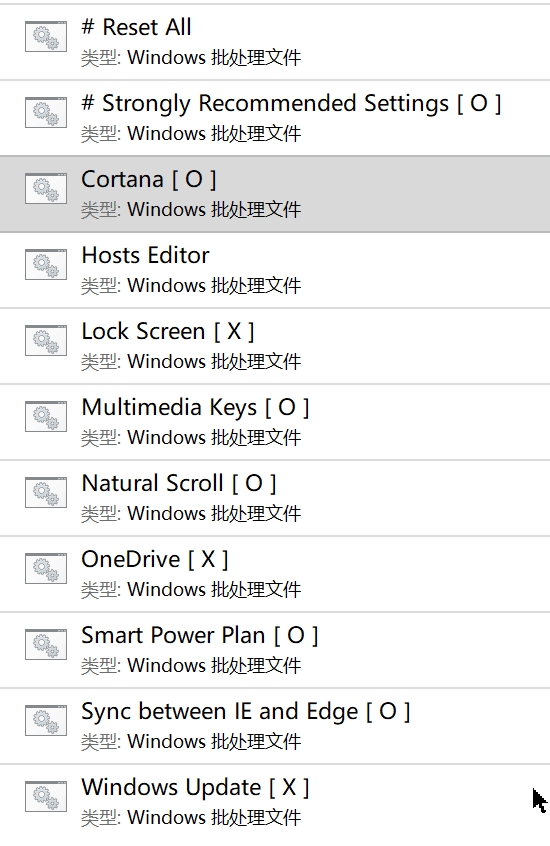 # Reset All
类型: Windows 批处理文件
# Strongly Recommended Settings [ O ]
类型: Windows 批处理文件
Cortana [ O ]
类型: Windows 批处理文件
Hosts Editor
类型: Windows 批处理文件
Lock Screen [ X ]
类型: Windows 批处理文件
Multimedia Keys [ O ]
类型: Windows 批处理文件
Natural Scroll [ O ]
类型: Windows 批处理文件
OneDrive [ X ]
类型: Windows 批处理文件
Smart Power Plan [ O ]
类型: Windows 批处理文件
Sync between IE and Edge [ O ]
类型: Windows 批处理文件
Windows Update [ X ]
类型: Windows 批处理文件